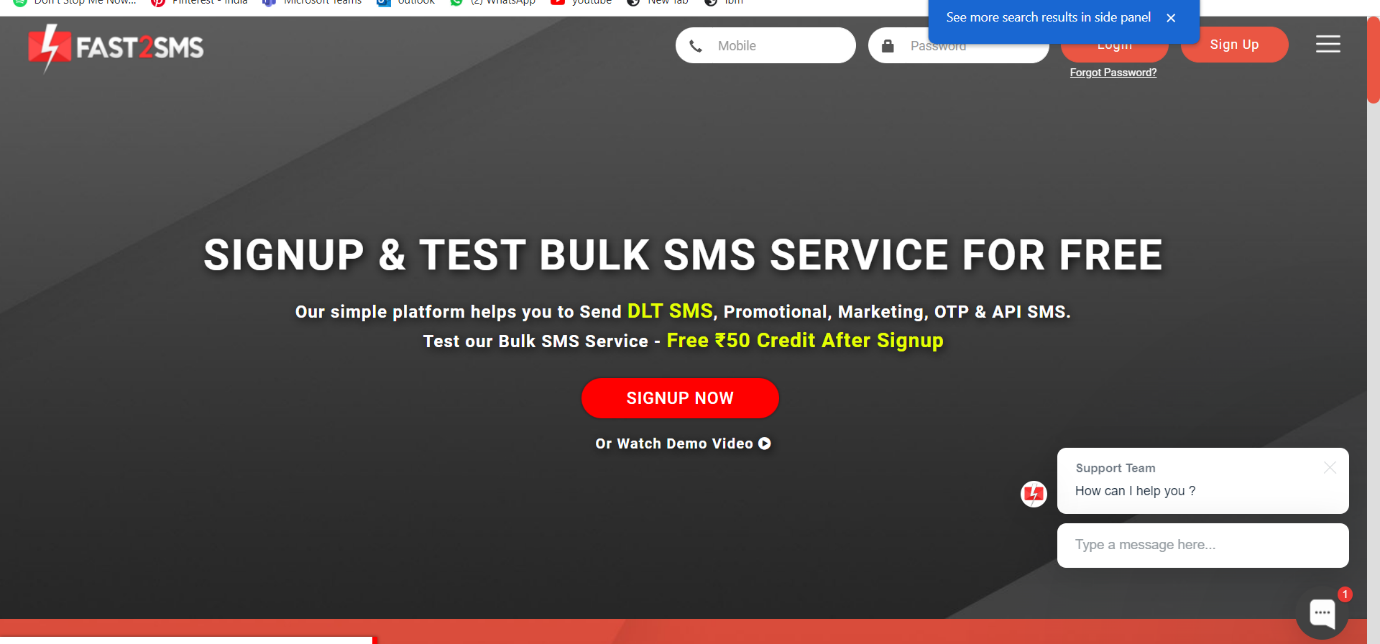 Don't Stop Me Now... Pinterest - India Microsoft Teams outlook (2) WhatsApp youtube New Tab ibm
See more search results in side panel ×
FAST2SMS
Mobile
Password
Login
Sign Up
Forgot Password?
SIGNUP & TEST BULK SMS SERVICE FOR FREE
Our simple platform helps you to Send DLT SMS, Promotional, Marketing, OTP & API SMS.
Test our Bulk SMS Service - Free ₹50 Credit After Signup
SIGNUP NOW
Or Watch Demo Video
Support Team
How can I help you ?
Type a message here...
1